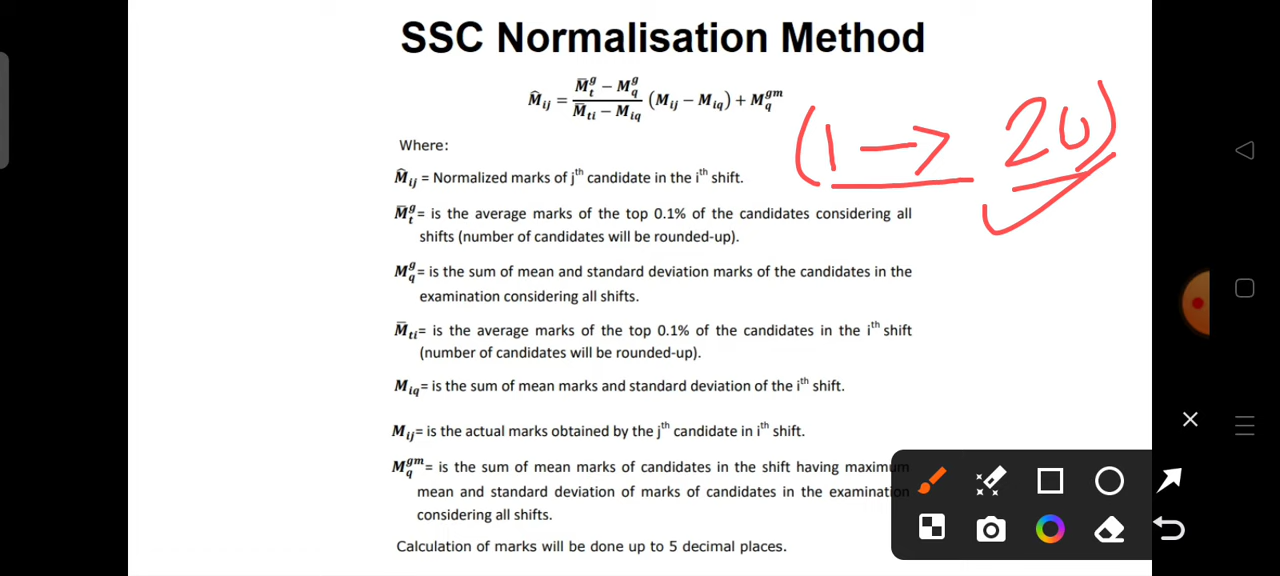 SSC Normalisation Method
M̂ij = (M̄tᵍ − Mqᵍ) / (M̄ti − Miq) (Mij − Miq) + Mqᵍᵐ
(1 → 20)
Where:
M̂ij = Normalized marks of jth candidate in the ith shift.
M̄tᵍ= is the average marks of the top 0.1% of the candidates considering all
shifts (number of candidates will be rounded-up).
Mqᵍ= is the sum of mean and standard deviation marks of the candidates in the
examination considering all shifts.
M̄ti= is the average marks of the top 0.1% of the candidates in the ith shift
(number of candidates will be rounded-up).
Miq= is the sum of mean marks and standard deviation of the ith shift.
Mij= is the actual marks obtained by the jth candidate in ith shift.
Mqᵍᵐ= is the sum of mean marks of candidates in the shift having maximum
mean and standard deviation of marks of candidates in the examination
considering all shifts.
Calculation of marks will be done up to 5 decimal places.